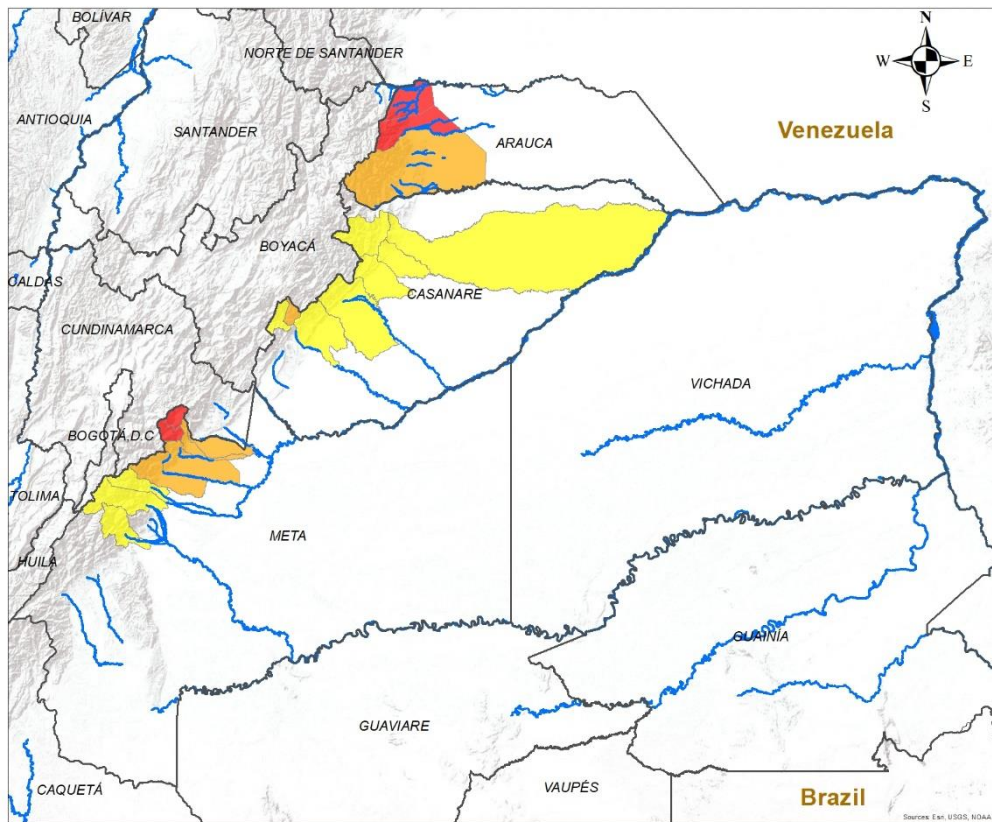 BOLÍVAR
NORTE DE SANTANDER
N
W
E
S
ANTIOQUIA
SANTANDER
ARAUCA
Venezuela
BOYACÁ
CALDAS
CASANARE
CUNDINAMARCA
VICHADA
BOGOTÁ, D.C
TOLIMA
META
HUILA
GUAINÍA
GUAVIARE
CAQUETÁ
VAUPÉS
Brazil
Sources: Esri, USGS, NOAA